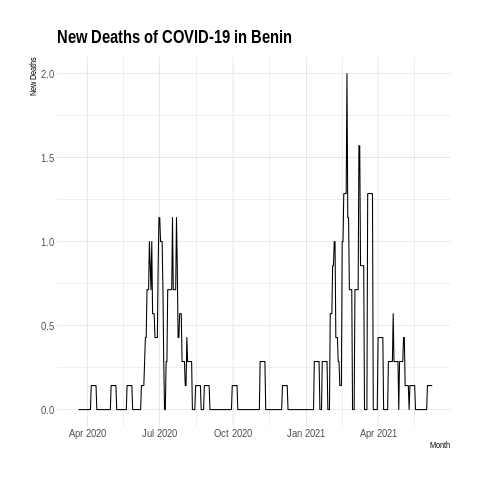 New Deaths of COVID-19 in Benin
New Deaths
2.0
1.5
1.0
0.5
0.0
Apr 2020 Jul 2020 Oct 2020 Jan 2021 Apr 2021
Month